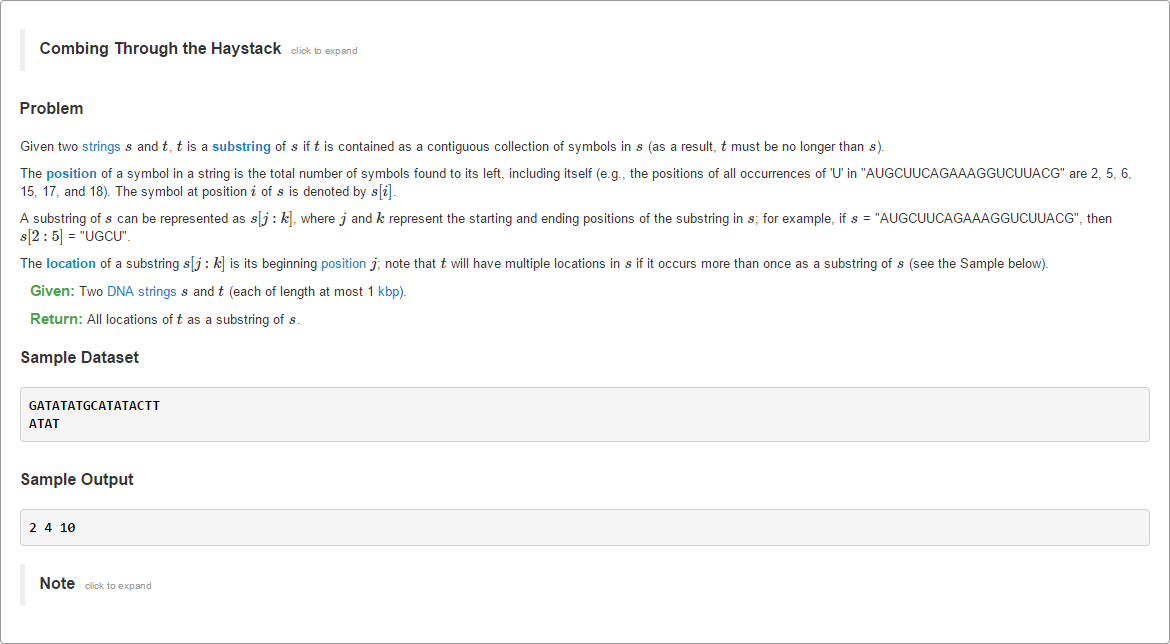 Combing Through the Haystack click to expand
Problem
Given two strings s and t, t is a substring of s if t is contained as a contiguous collection of symbols in s (as a result, t must be no longer than s).
The position of a symbol in a string is the total number of symbols found to its left, including itself (e.g., the positions of all occurrences of 'U' in "AUGCUUCAGAAAGGUCUUACG" are 2, 5, 6,
15, 17, and 18). The symbol at position i of s is denoted by s[i].
A substring of s can be represented as s[j : k], where j and k represent the starting and ending positions of the substring in s; for example, if s = "AUGCUUCAGAAAGGUCUUACG", then
s[2 : 5] = "UGCU".
The location of a substring s[j : k] is its beginning position j; note that t will have multiple locations in s if it occurs more than once as a substring of s (see the Sample below).
Given: Two DNA strings s and t (each of length at most 1 kbp).
Return: All locations of t as a substring of s.
Sample Dataset
GATATATGCATATACTT
ATAT
Sample Output
2 4 10
Note click to expand